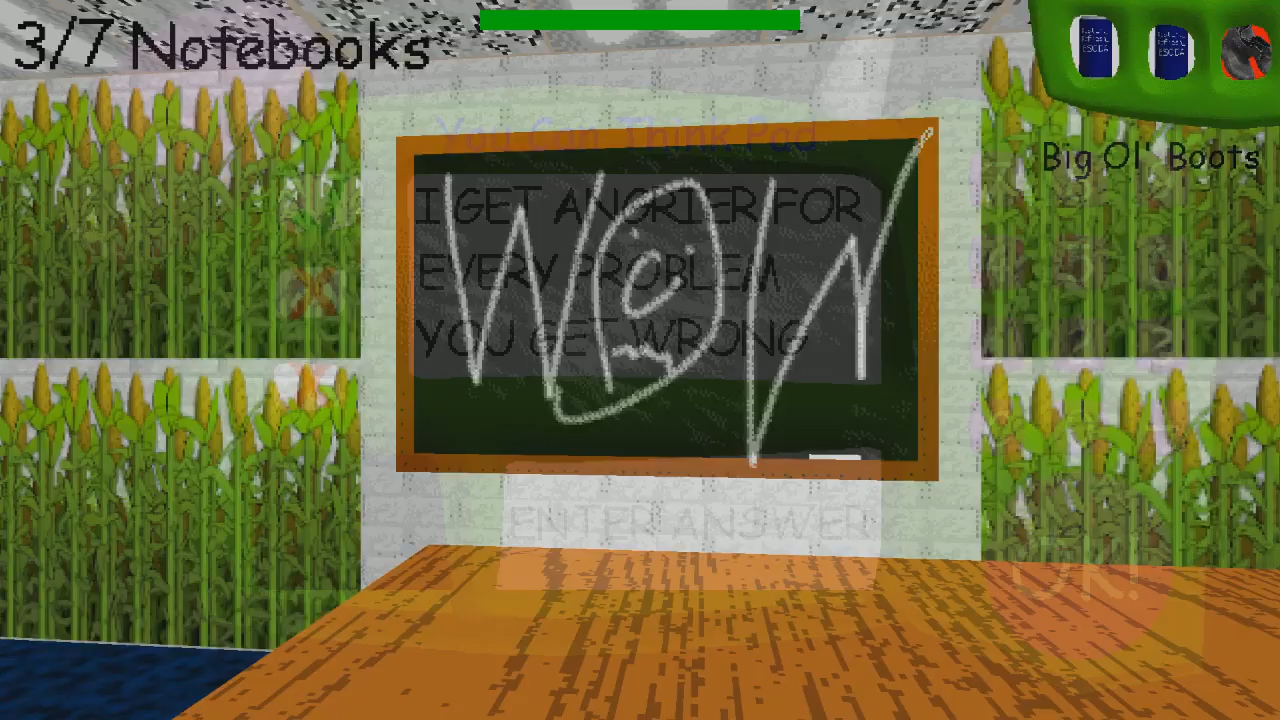 3/7 Notebooks
You Can Think Pad
Big Ol' Boots
I GET ANGRIER FOR
EVERY PROBLEM
YOU GET WRONG
WOW
ENTER ANSWER
OK!